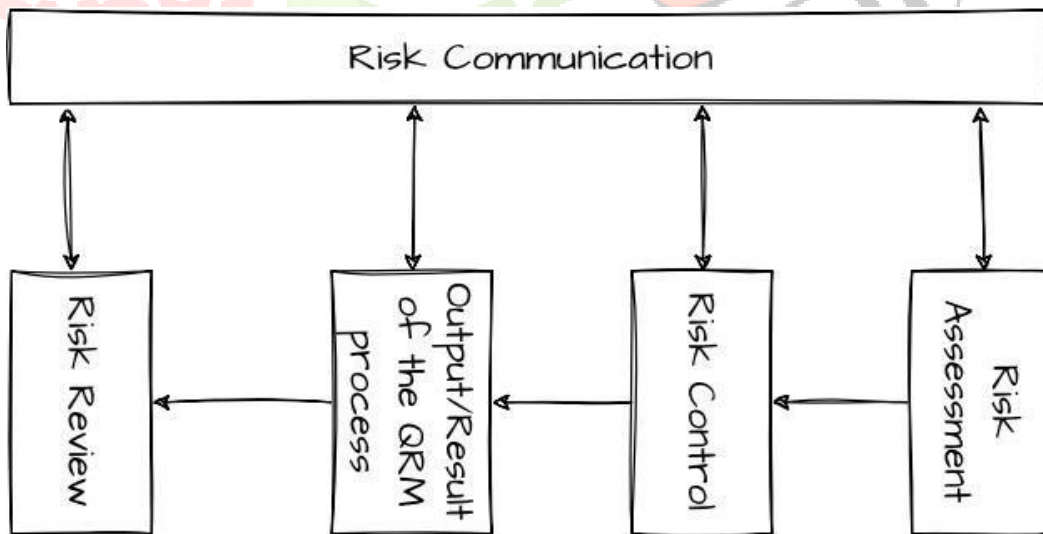 Risk Communication
Risk
Assessment
Risk Control
Output/Result
of the QRM
process
Risk Review